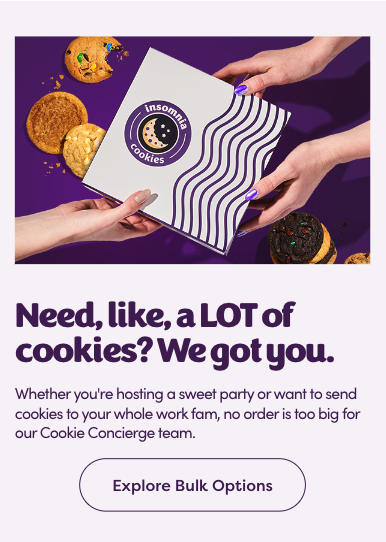 insomnia
cookies
Need, like, a LOT of
cookies? We got you.
Whether you're hosting a sweet party or want to send
cookies to your whole work fam, no order is too big for
our Cookie Concierge team.
Explore Bulk Options